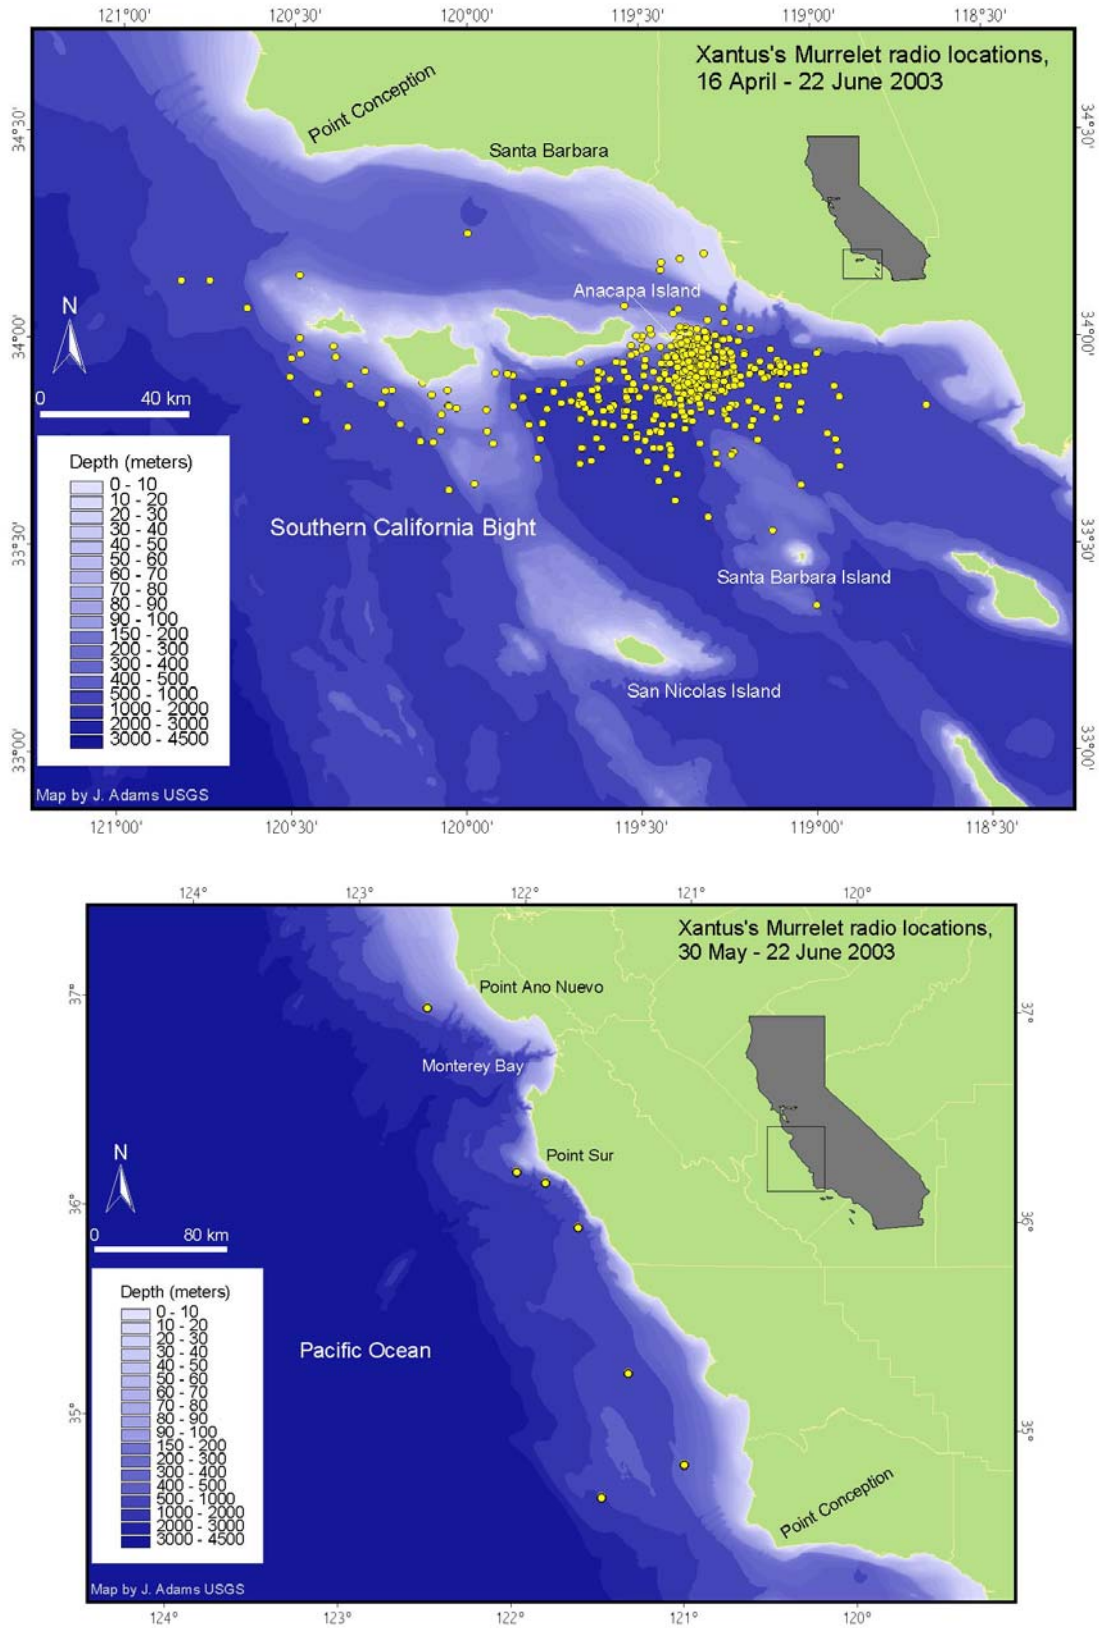 121°00'
120°30'
120°00'
119°30'
119°00'
118°30'
Xantus's Murrelet radio locations,
16 April - 22 June 2003
34°30'
34°30'
Point Conception
Santa Barbara
Anacapa Island
N
34°00'
34°00'
0 40 km
Depth (meters)
0 - 10
10 - 20
20 - 30
30 - 40
40 - 50
50 - 60
60 - 70
70 - 80
80 - 90
90 - 100
150 - 200
200 - 300
300 - 400
400 - 500
500 - 1000
1000 - 2000
2000 - 3000
3000 - 4500
Southern California Bight
33°30'
33°30'
Santa Barbara Island
San Nicolas Island
33°00'
33°00'
Map by J. Adams USGS
121°00'
120°30'
120°00'
119°30'
119°00'
118°30'
124°
123°
122°
121°
120°
Xantus's Murrelet radio locations,
30 May - 22 June 2003
37°
37°
Point Ano Nuevo
Monterey Bay
N
Point Sur
36°
36°
0 80 km
Depth (meters)
0 - 10
10 - 20
20 - 30
30 - 40
40 - 50
50 - 60
60 - 70
70 - 80
80 - 90
90 - 100
150 - 200
200 - 300
300 - 400
400 - 500
500 - 1000
1000 - 2000
2000 - 3000
3000 - 4500
Pacific Ocean
35°
35°
Point Conception
Map by J. Adams USGS
124°
123°
122°
121°
120°